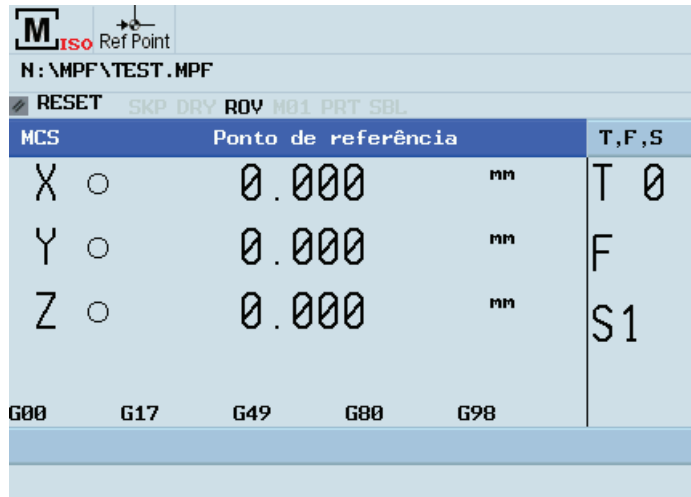 M ISO Ref Point
N:\MPF\TEST.MPF
RESET SKP DRY ROV M01 PRT SBL
MCS Ponto de referência T,F,S
X 0.000 mm T 0
Y 0.000 mm F
Z 0.000 mm S1
G00 G17 G49 G80 G98